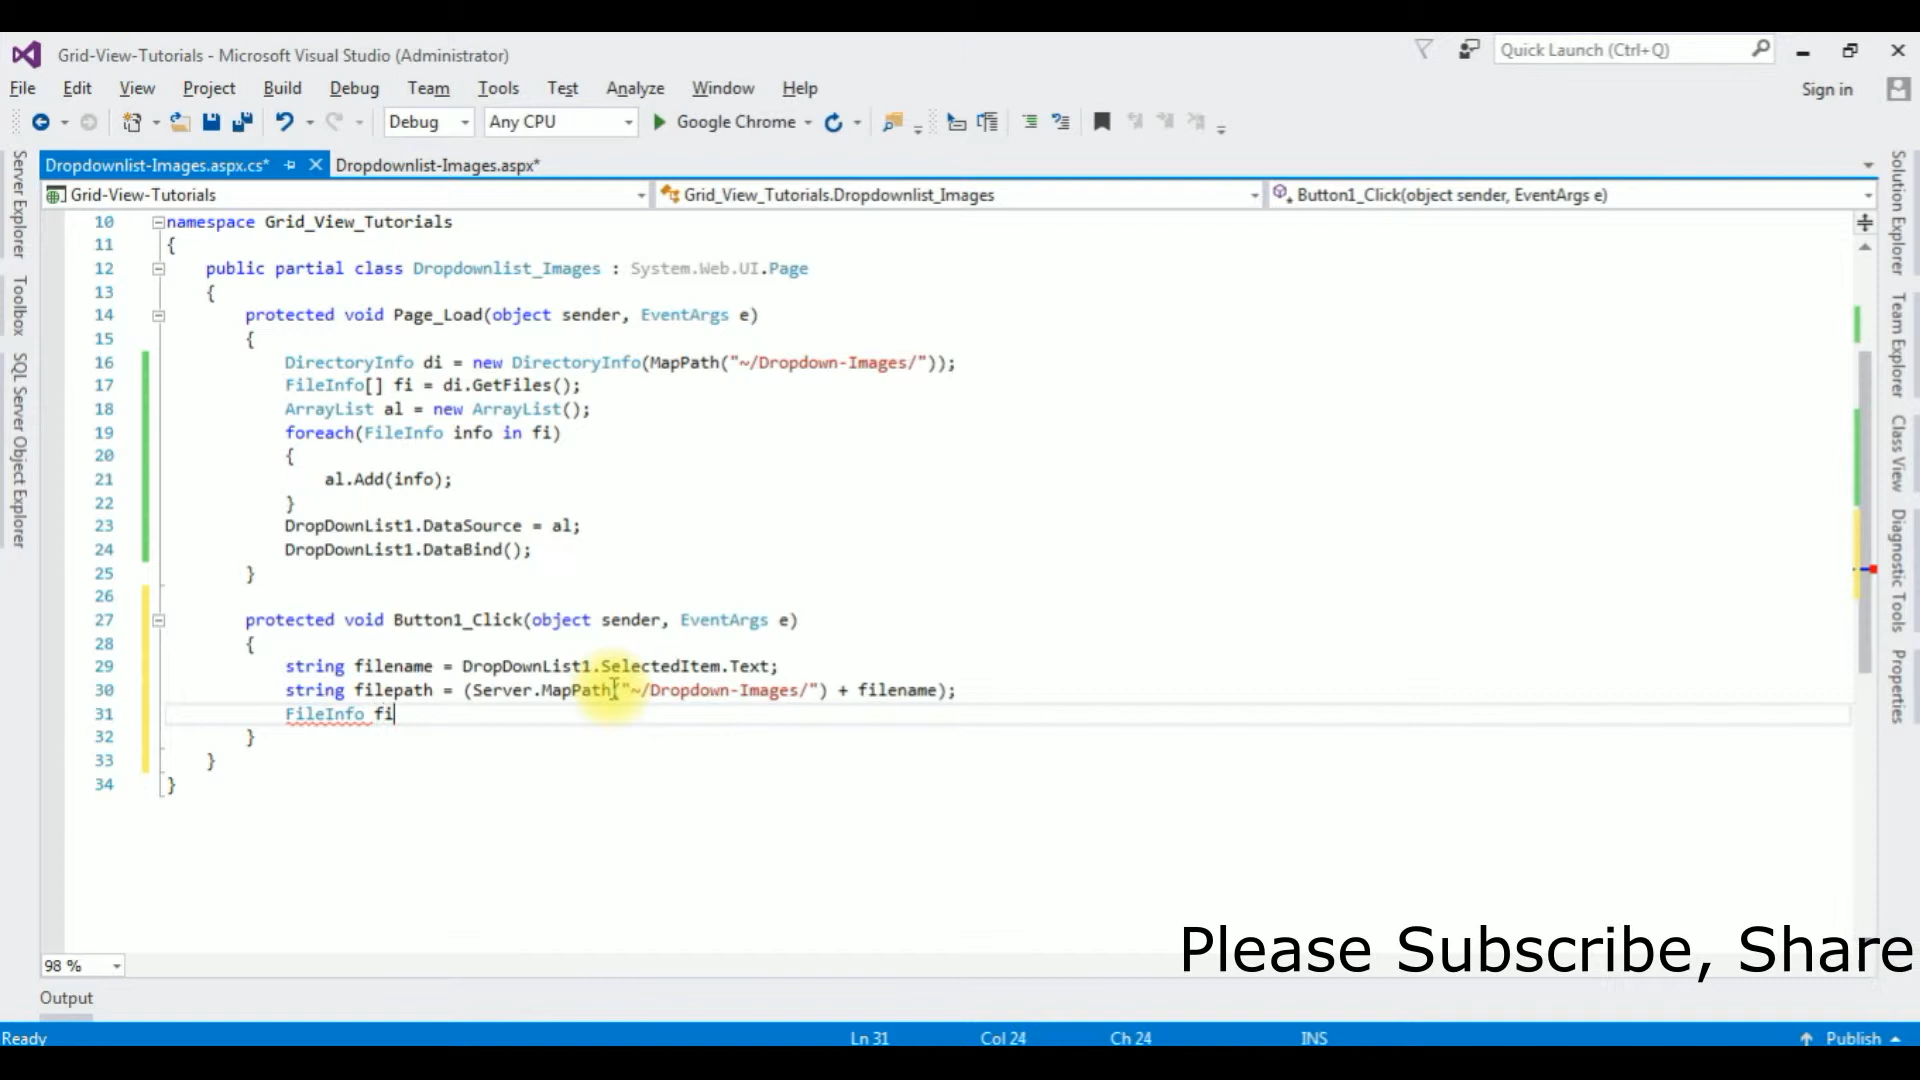 Grid-View-Tutorials - Microsoft Visual Studio (Administrator)
Quick Launch (Ctrl+Q)
File Edit View Project Build Debug Team Tools Test Analyze Window Help
Sign in
Debug Any CPU Google Chrome
Dropdownlist-Images.aspx.cs* Dropdownlist-Images.aspx*
Grid-View-Tutorials Grid_View_Tutorials.Dropdownlist_Images Button1_Click(object sender, EventArgs e)
Server Explorer
Toolbox
SQL Server Object Explorer
10 namespace Grid_View_Tutorials
11 {
12 public partial class Dropdownlist_Images : System.Web.UI.Page
13 {
14 protected void Page_Load(object sender, EventArgs e)
15 {
16 DirectoryInfo di = new DirectoryInfo(MapPath("~/Dropdown-Images/"));
17 FileInfo[] fi = di.GetFiles();
18 ArrayList al = new ArrayList();
19 foreach(FileInfo info in fi)
20 {
21 al.Add(info);
22 }
23 DropDownList1.DataSource = al;
24 DropDownList1.DataBind();
25 }
26
27 protected void Button1_Click(object sender, EventArgs e)
28 {
29 string filename = DropDownList1.SelectedItem.Text;
30 string filepath = (Server.MapPath("~/Dropdown-Images/") + filename);
31 FileInfo fi
32 }
33 }
34 }
Solution Explorer
Team Explorer
Class View
Diagnostic Tools
Properties
Please Subscribe, Share
98 %
Output
Ready Ln 31 Col 24 Ch 24 INS Publish